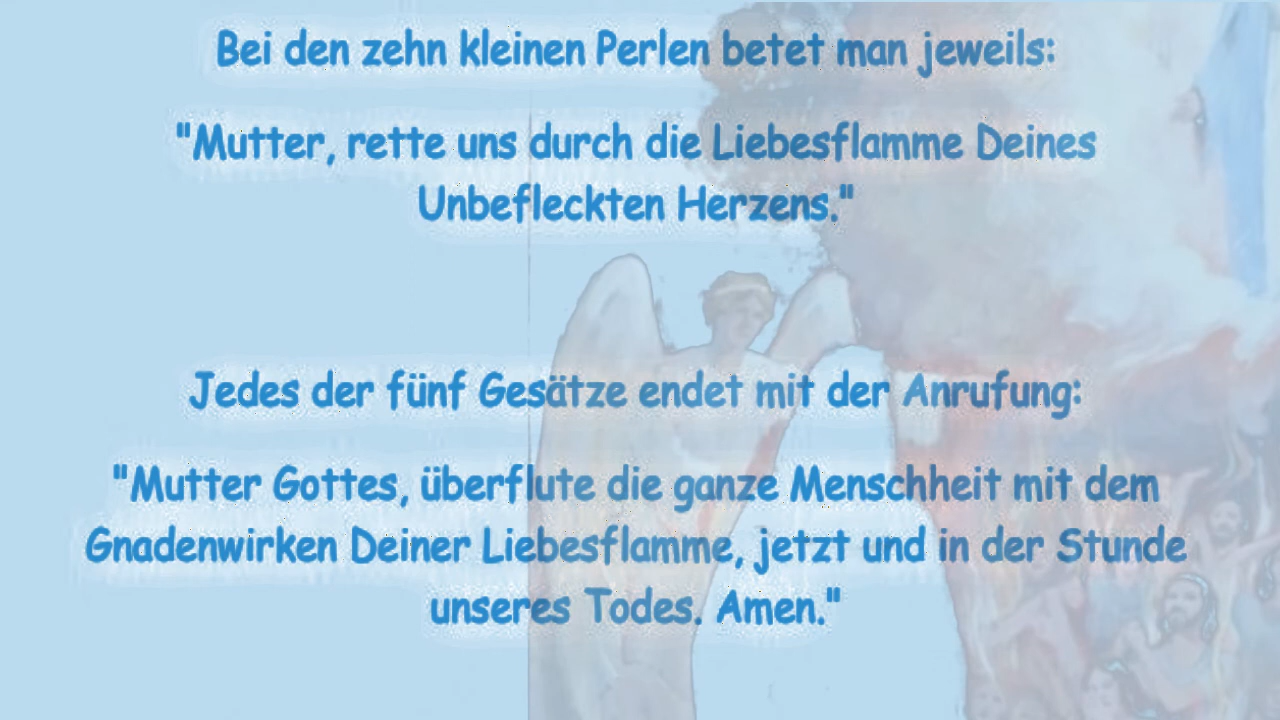 Bei den zehn kleinen Perlen betet man jeweils:
"Mutter, rette uns durch die Liebesflamme Deines
Unbefleckten Herzens."
Jedes der fünf Gesätze endet mit der Anrufung:
"Mutter Gottes, überflute die ganze Menschheit mit dem
Gnadenwirken Deiner Liebesflamme, jetzt und in der Stunde
unseres Todes. Amen."